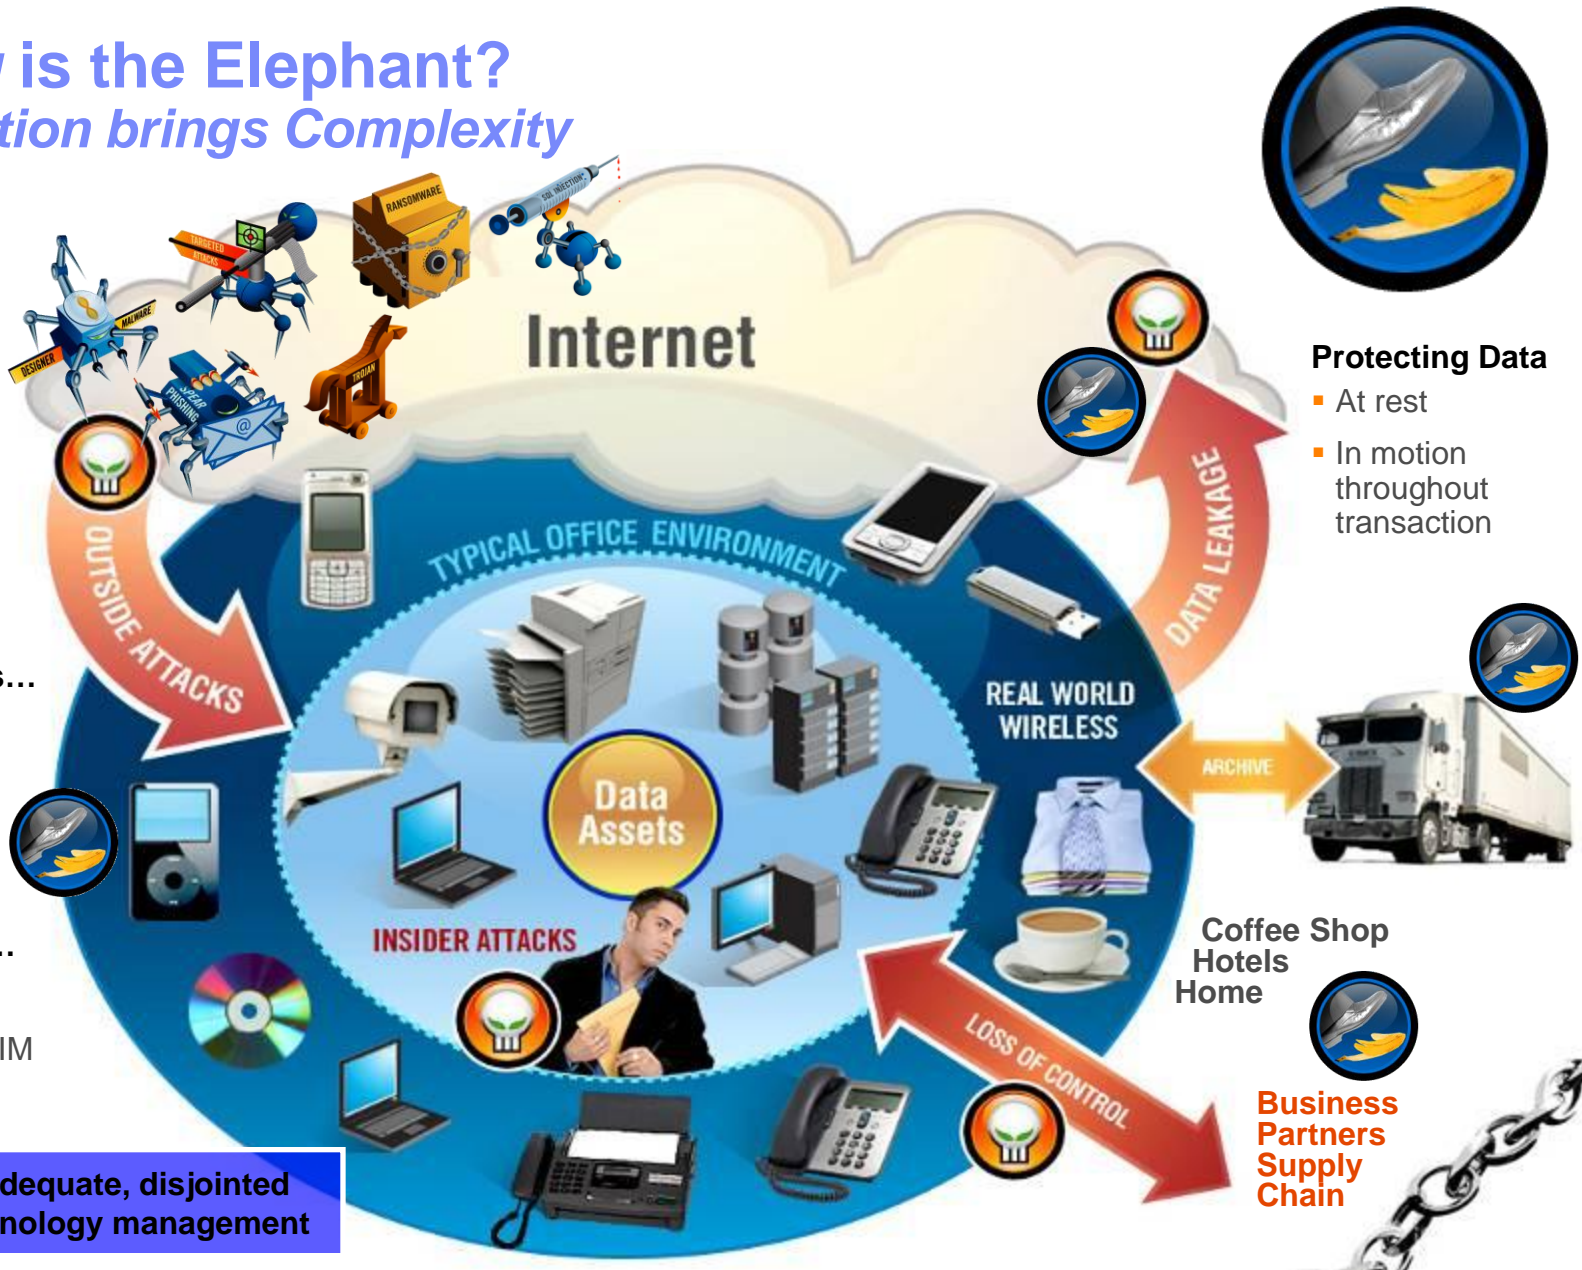 is the Elephant?
tion brings Complexity
RANSOMWARE
SQL INJECTION
TARGETED
ATTACKS
DESIGNER
MALWARE
SPEAR
PHISHING
@
TROJAN
Internet
Protecting Data
At rest
In motion
throughout
transaction
OUTSIDE ATTACKS
TYPICAL OFFICE ENVIRONMENT
DATA LEAKAGE
s...
REAL WORLD
WIRELESS
ARCHIVE
Data
Assets
INSIDER ATTACKS
..
IM
Coffee Shop
Hotels
Home
LOSS OF CONTROL
Business
Partners
Supply
Chain
dequate, disjointed
nology management